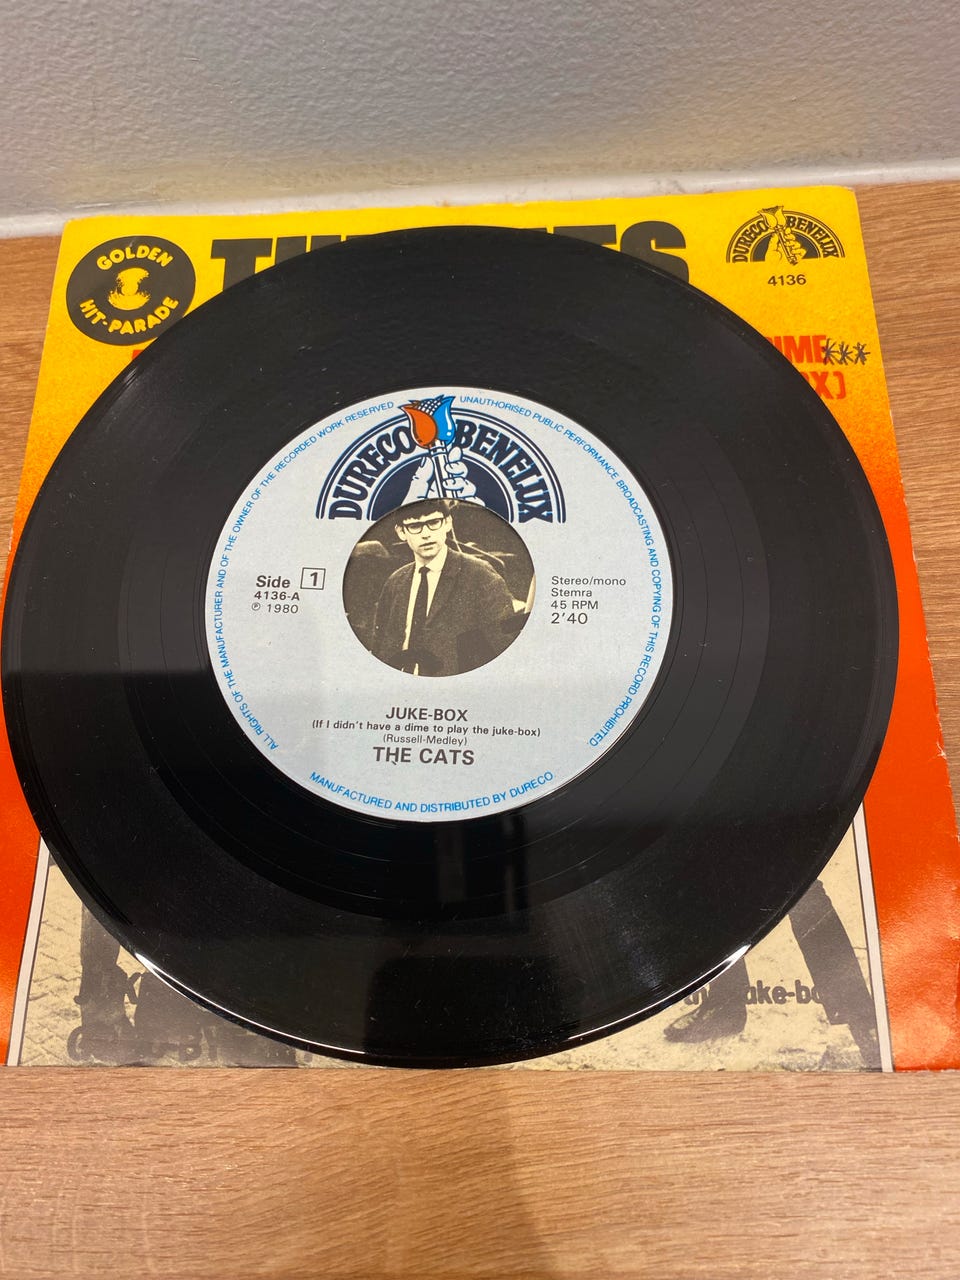 GOLDEN
HIT-PARADE
DURECO BENELUX
4136
***
ALL RIGHTS OF THE MANUFACTURER AND OF THE OWNER OF THE RECORDED WORK RESERVED
UNAUTHORISED PUBLIC PERFORMANCE BROADCASTING AND COPYING OF THIS RECORD PROHIBITED.
DURECO BENELUX
Side 1
4136-A
℗ 1980
Stereo/mono
Stemra
45 RPM
2'40
JUKE-BOX
(If I didn't have a dime to play the juke-box)
(Russell-Medley)
THE CATS
MANUFACTURED AND DISTRIBUTED BY DURECO.